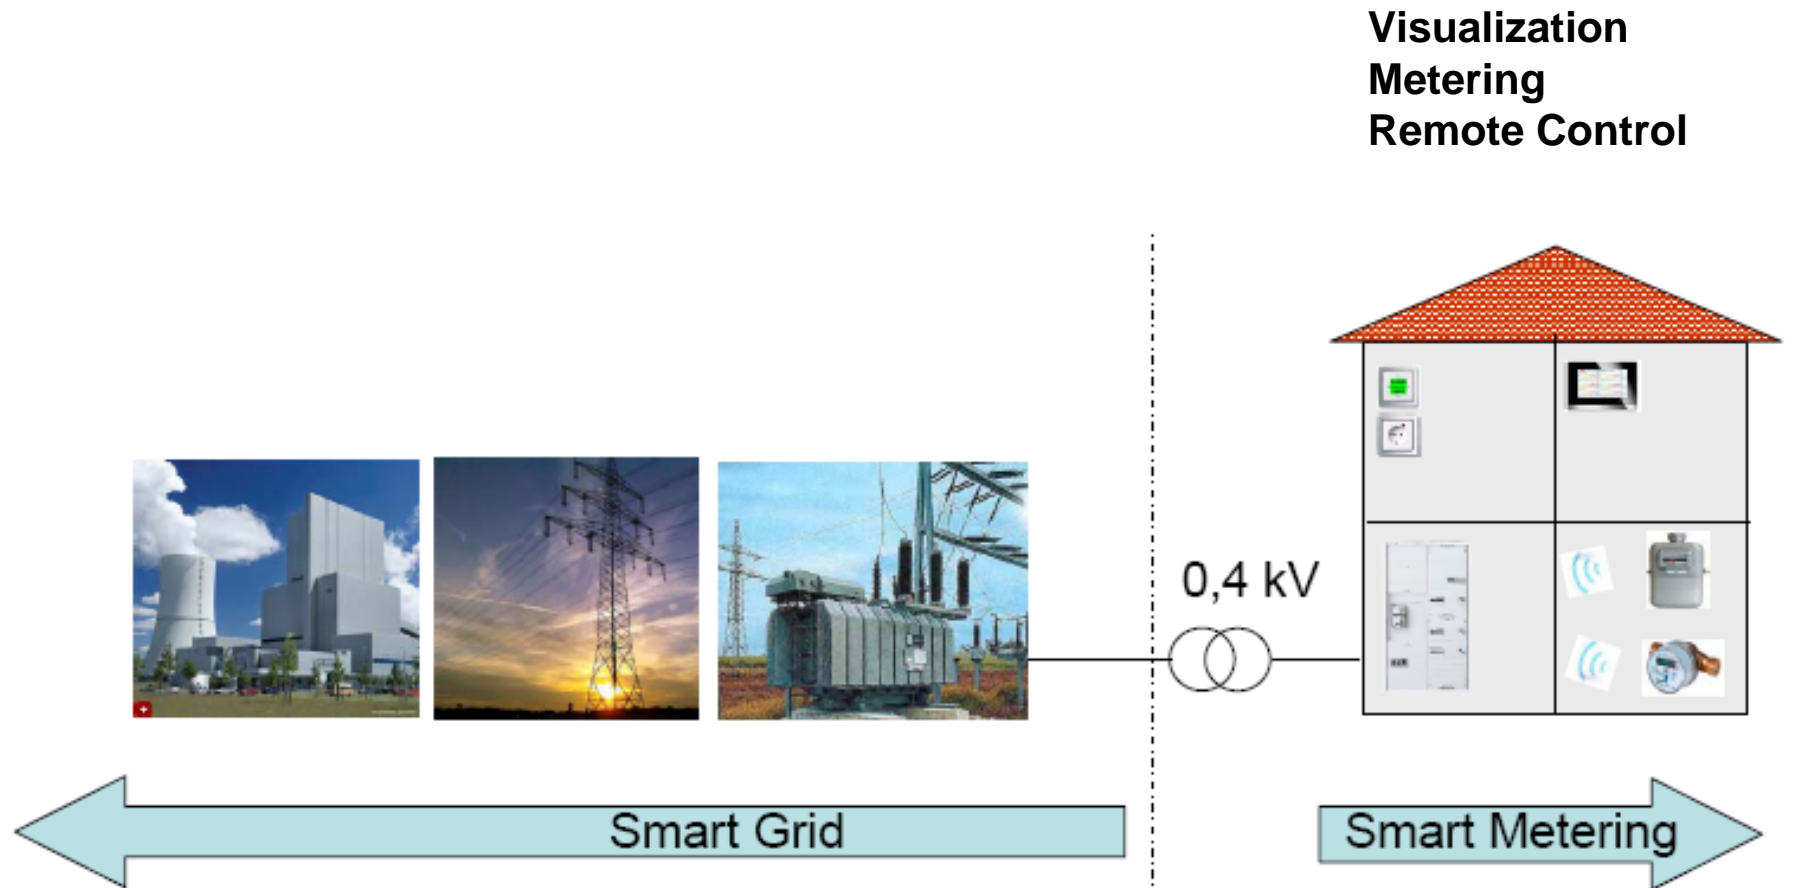 Visualization
Metering
Remote Control
0,4 kV
Smart Grid
Smart Metering